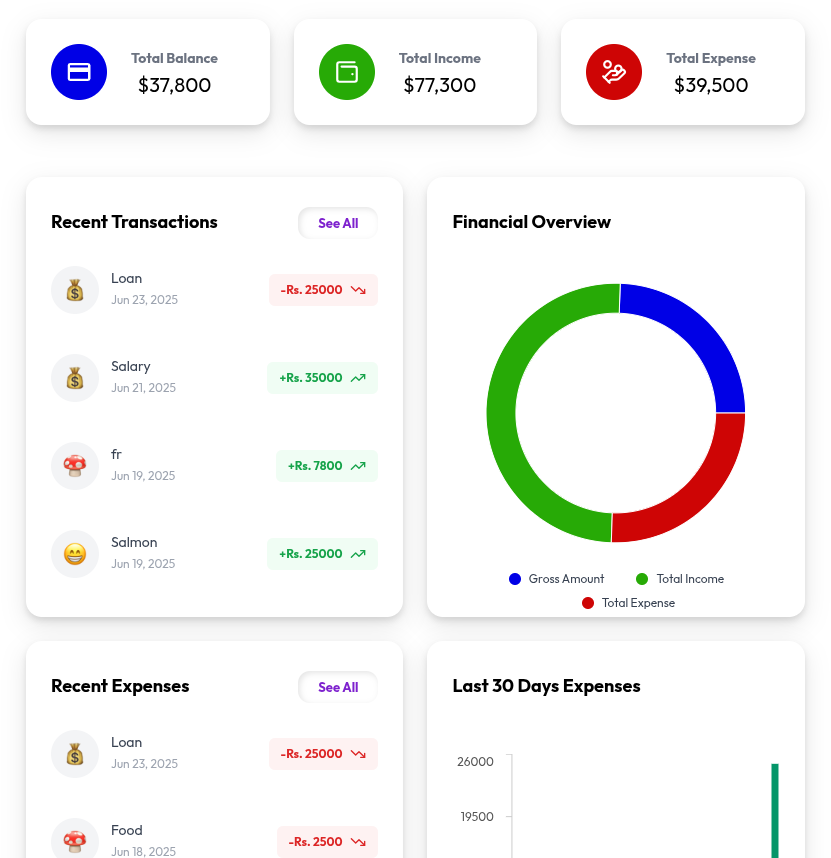 Total Balance
$37,800
Total Income
$77,300
Total Expense
$39,500
Recent Transactions
See All
Loan
Jun 23, 2025
-Rs. 25000
Salary
Jun 21, 2025
+Rs. 35000
fr
Jun 19, 2025
+Rs. 7800
Salmon
Jun 19, 2025
+Rs. 25000
Financial Overview
Gross Amount
Total Income
Total Expense
Recent Expenses
See All
Loan
Jun 23, 2025
-Rs. 25000
Food
Jun 18, 2025
-Rs. 2500
Last 30 Days Expenses
26000
19500